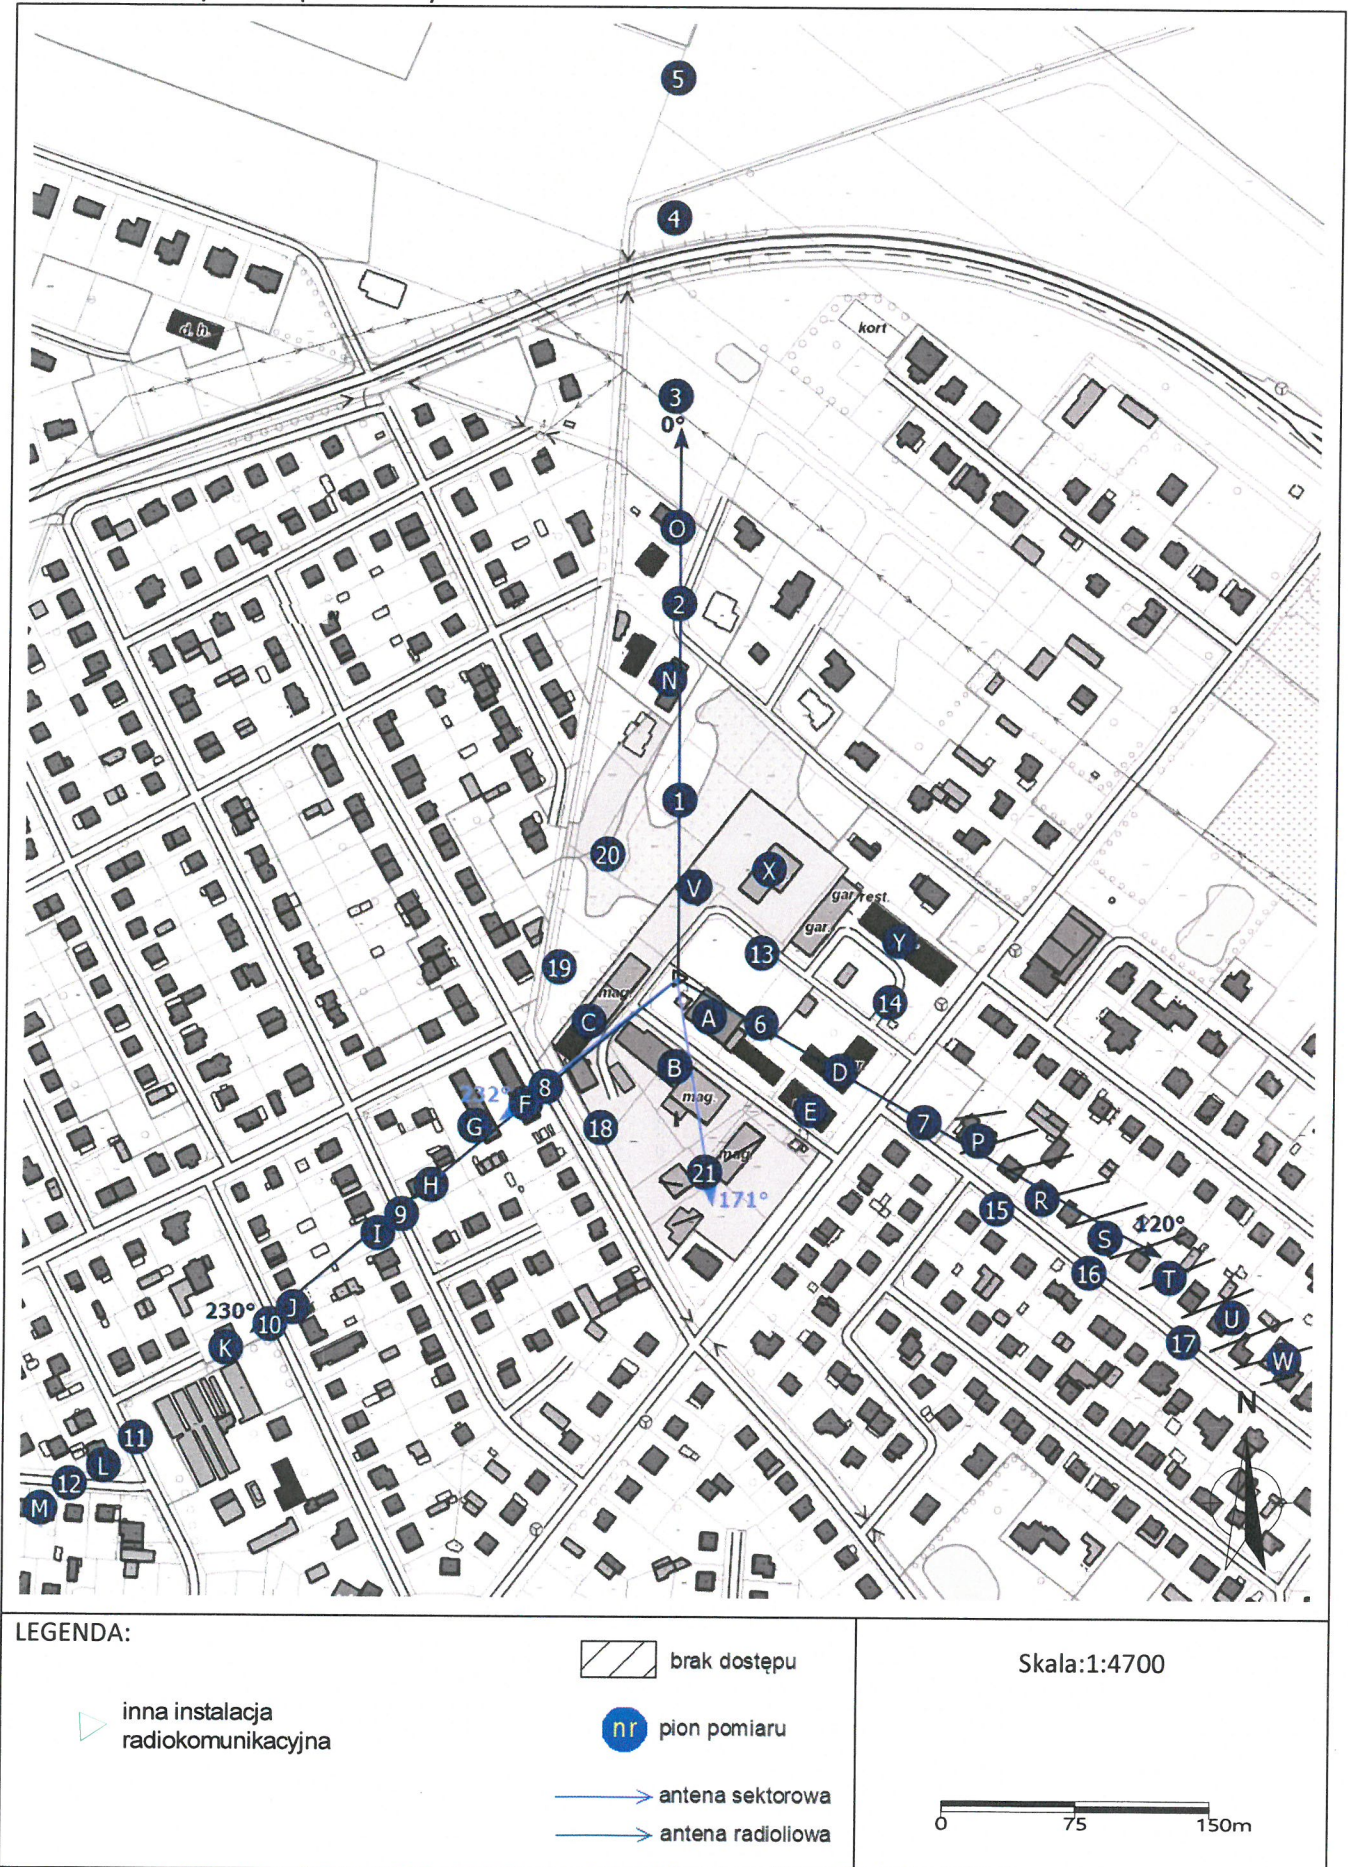 5
4
kort
d. h.
3
0°
O
2
N
1
20
X
V
gar.
rest.
gar.
Y
13
19
mag.
14
C
A
6
B
D
8
232°
F
mag.
E
G
18
7
P
mag.
21
H
171°
R
15
9
I
S
120°
16
T
J
230°
10
U
K
17
W
N
11
L
12
M
LEGENDA:
brak dostępu
Skala:1:4700
inna instalacja
radiokomunikacyjna
nr
pion pomiaru
antena sektorowa
antena radioliowa
0
75
150m